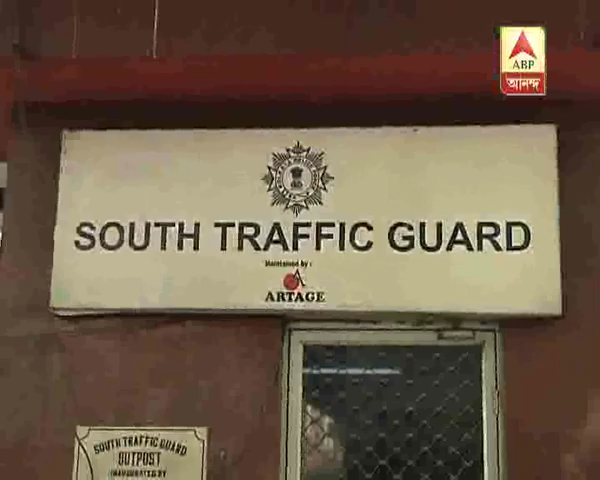 ABP
আনন্দ
SOUTH TRAFFIC GUARD
Maintained by :
ARTAGE
SOUTH TRAFFIC GUARD
OUTPOST
INAUGURATED BY